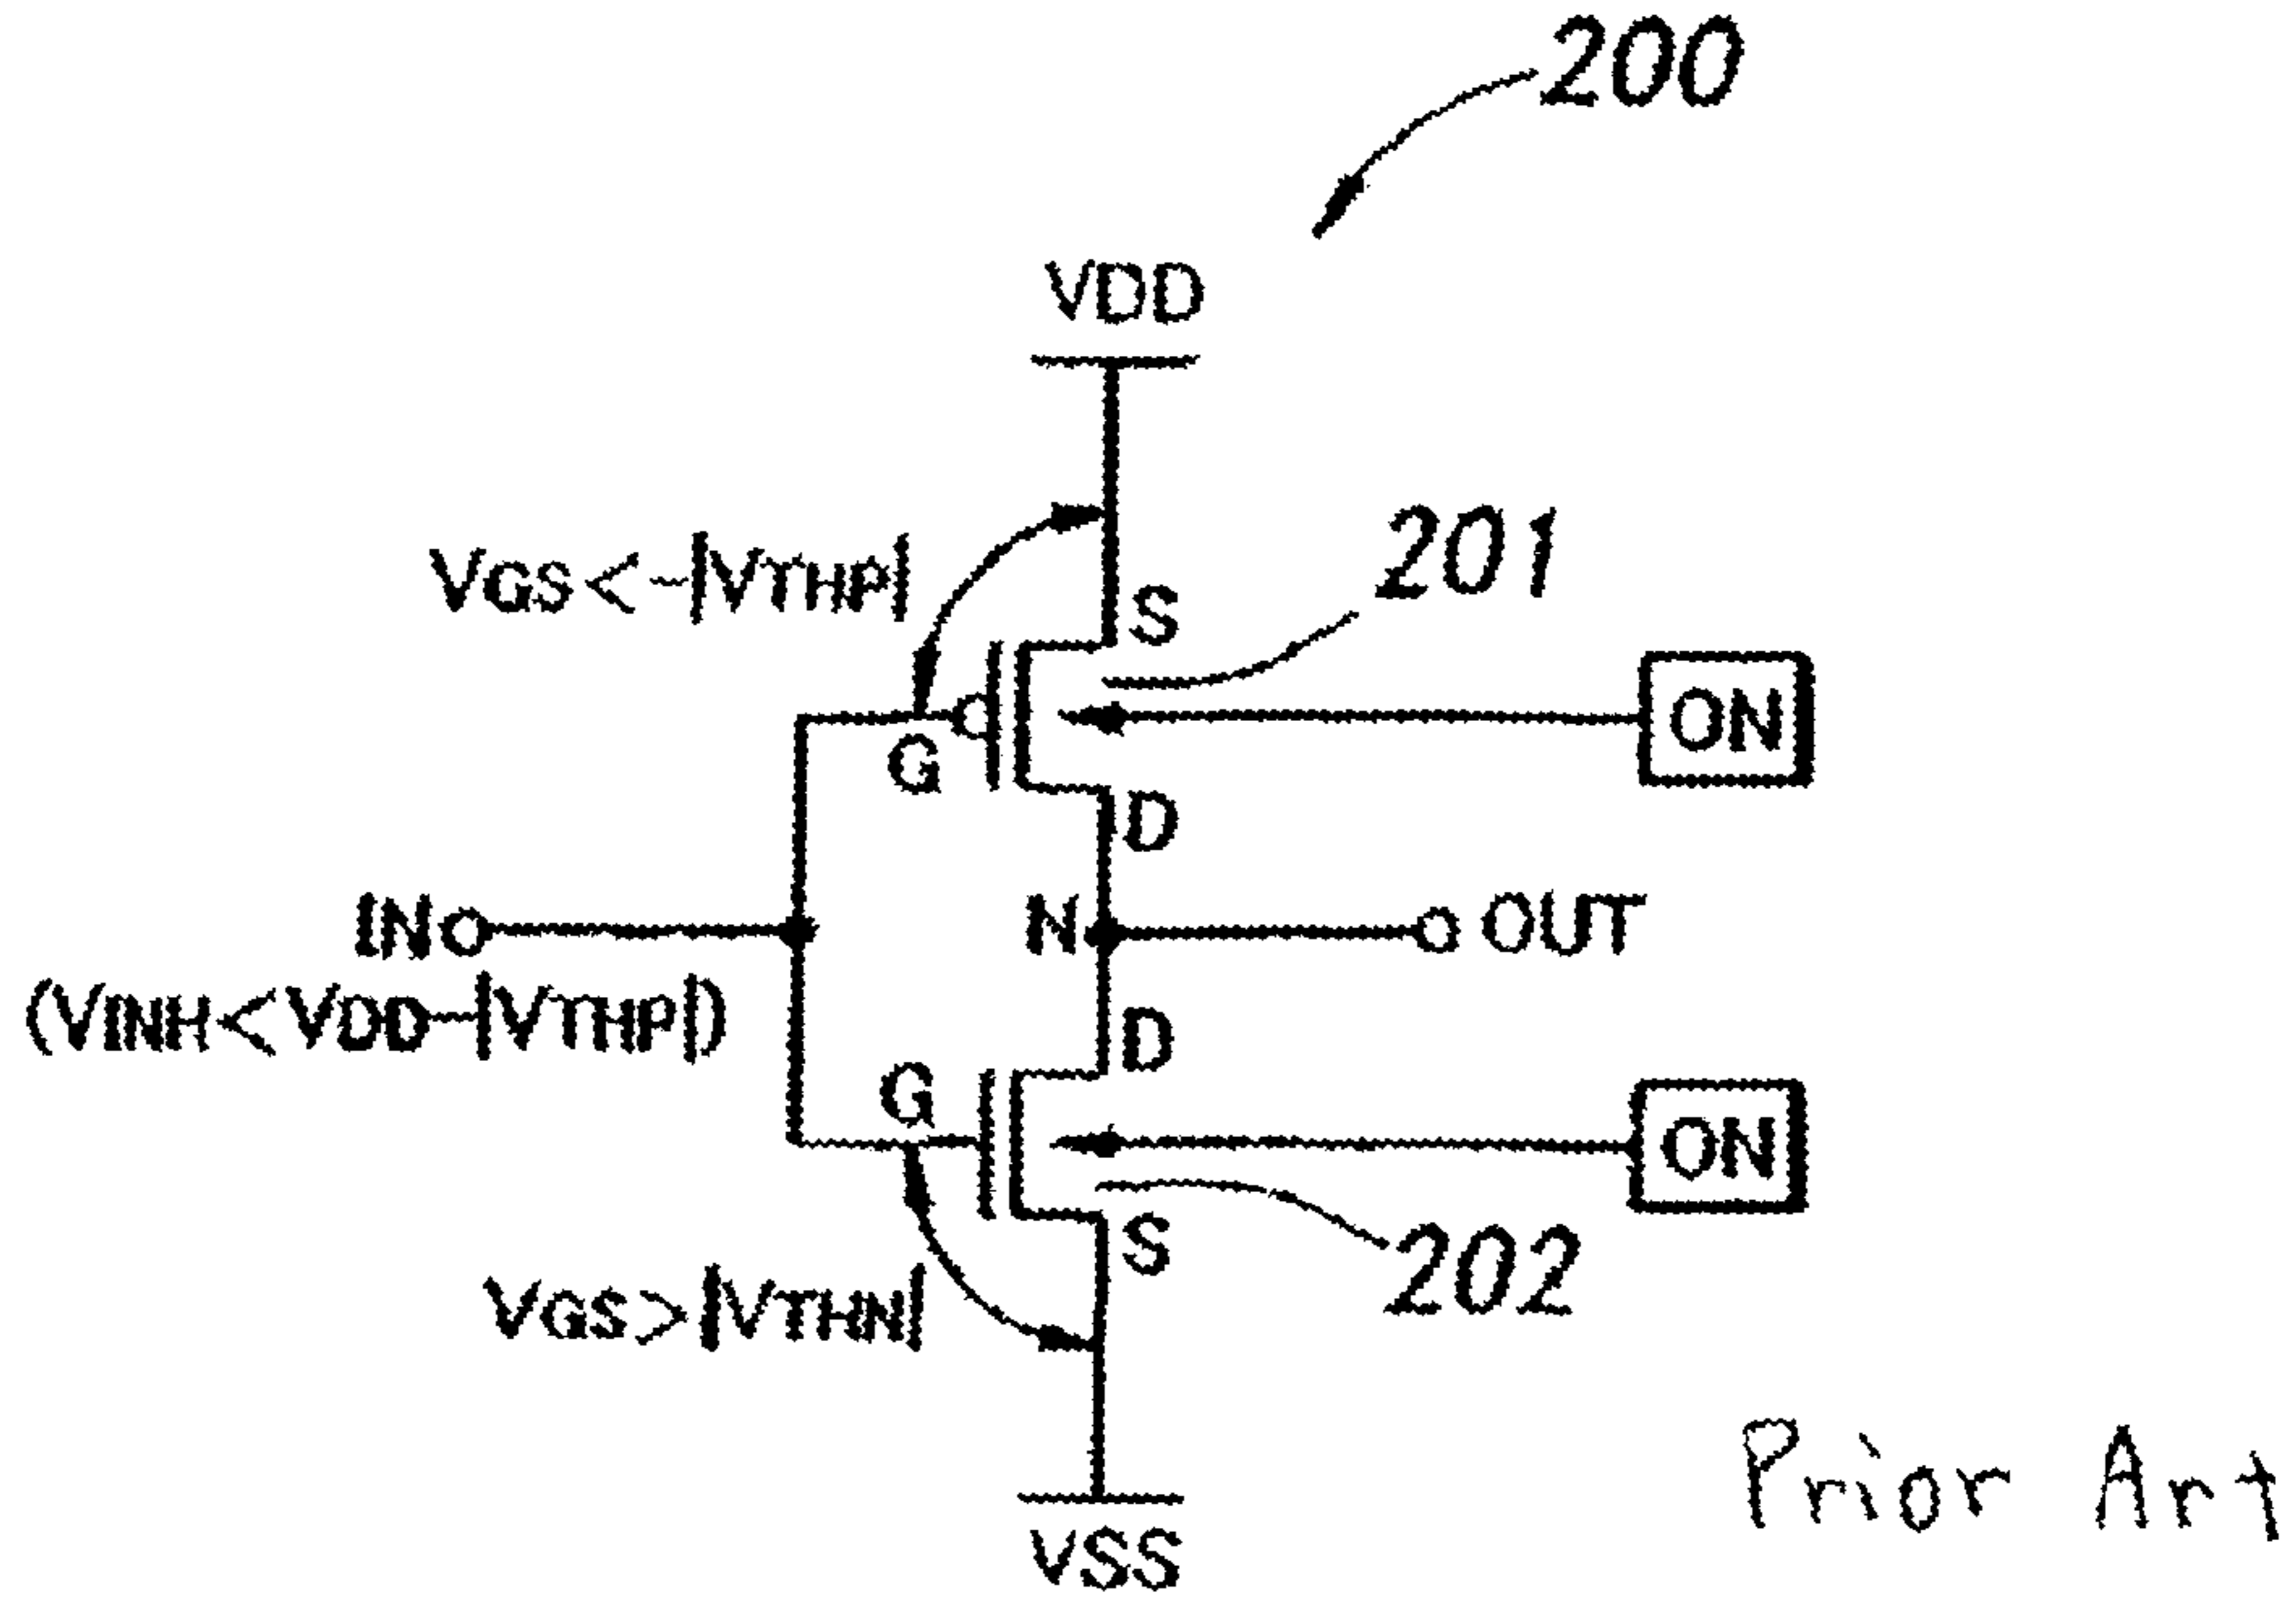 200
VDD
VGS<-|VTHP|
201
S
ON
G
D
IN
N
OUT
(VINH<VDD-|VTHP|)
D
G
ON
S
202
VGS>|VTHN|
Prior Art
VSS